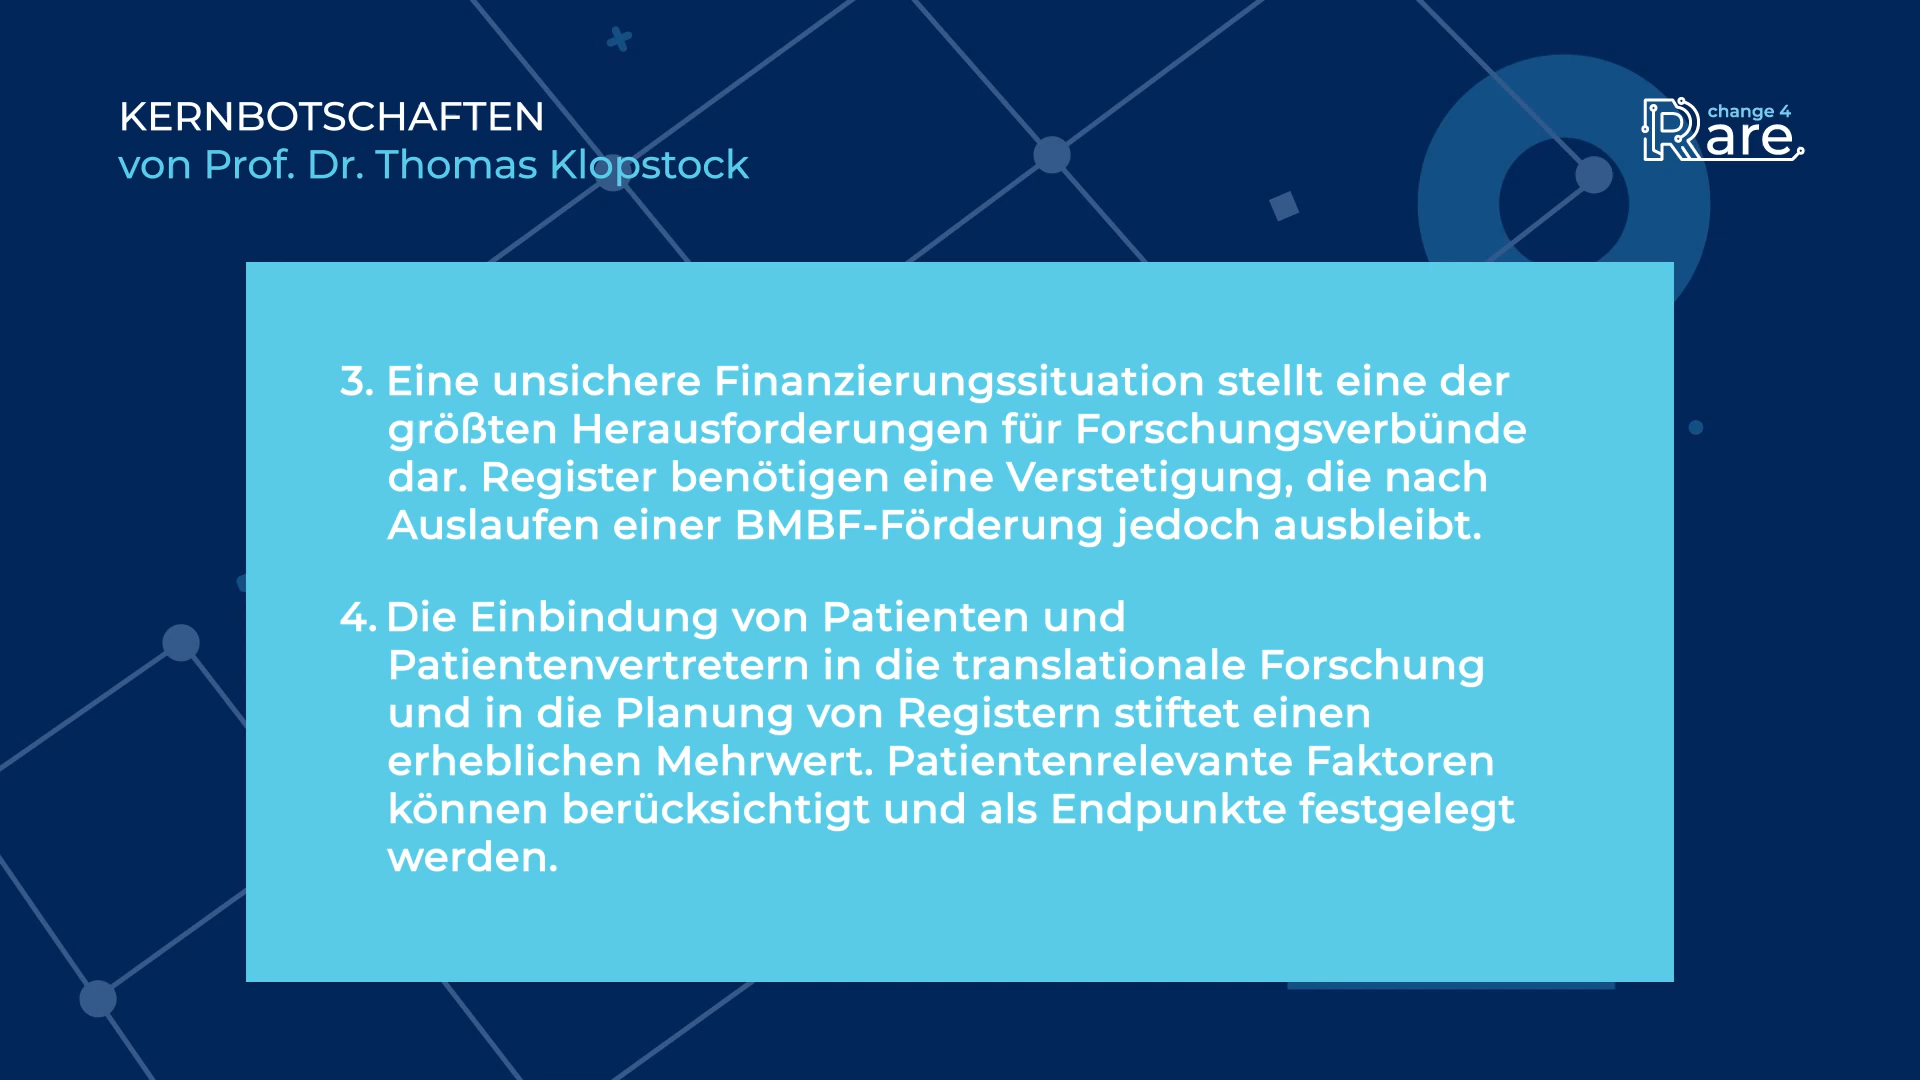 KERNBOTSCHAFTEN
von Prof. Dr. Thomas Klopstock
change 4
Rare
3. Eine unsichere Finanzierungssituation stellt eine der
größten Herausforderungen für Forschungsverbünde
dar. Register benötigen eine Verstetigung, die nach
Auslaufen einer BMBF-Förderung jedoch ausbleibt.
4. Die Einbindung von Patienten und
Patientenvertretern in die translationale Forschung
und in die Planung von Registern stiftet einen
erheblichen Mehrwert. Patientenrelevante Faktoren
können berücksichtigt und als Endpunkte festgelegt
werden.